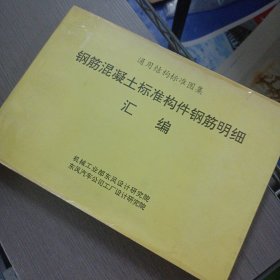 通用结构标准图集
钢筋混凝土标准构件钢筋明细
汇编
机械工业部东风设计研究院
东风汽车公司工厂设计研究院